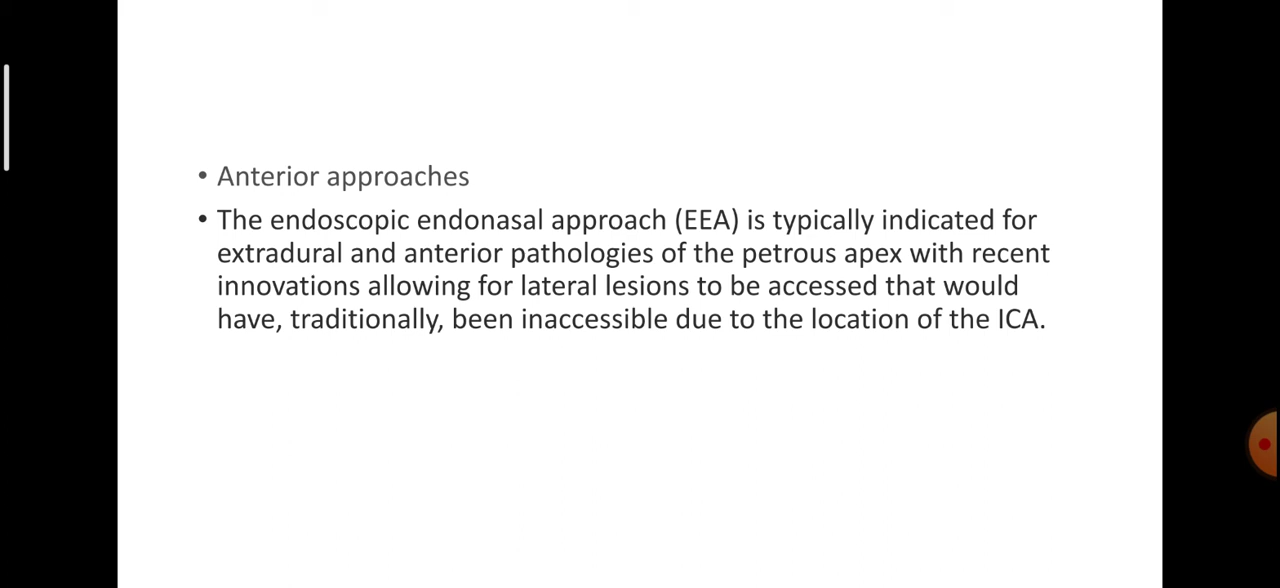 • Anterior approaches
• The endoscopic endonasal approach (EEA) is typically indicated for
extradural and anterior pathologies of the petrous apex with recent
innovations allowing for lateral lesions to be accessed that would
have, traditionally, been inaccessible due to the location of the ICA.